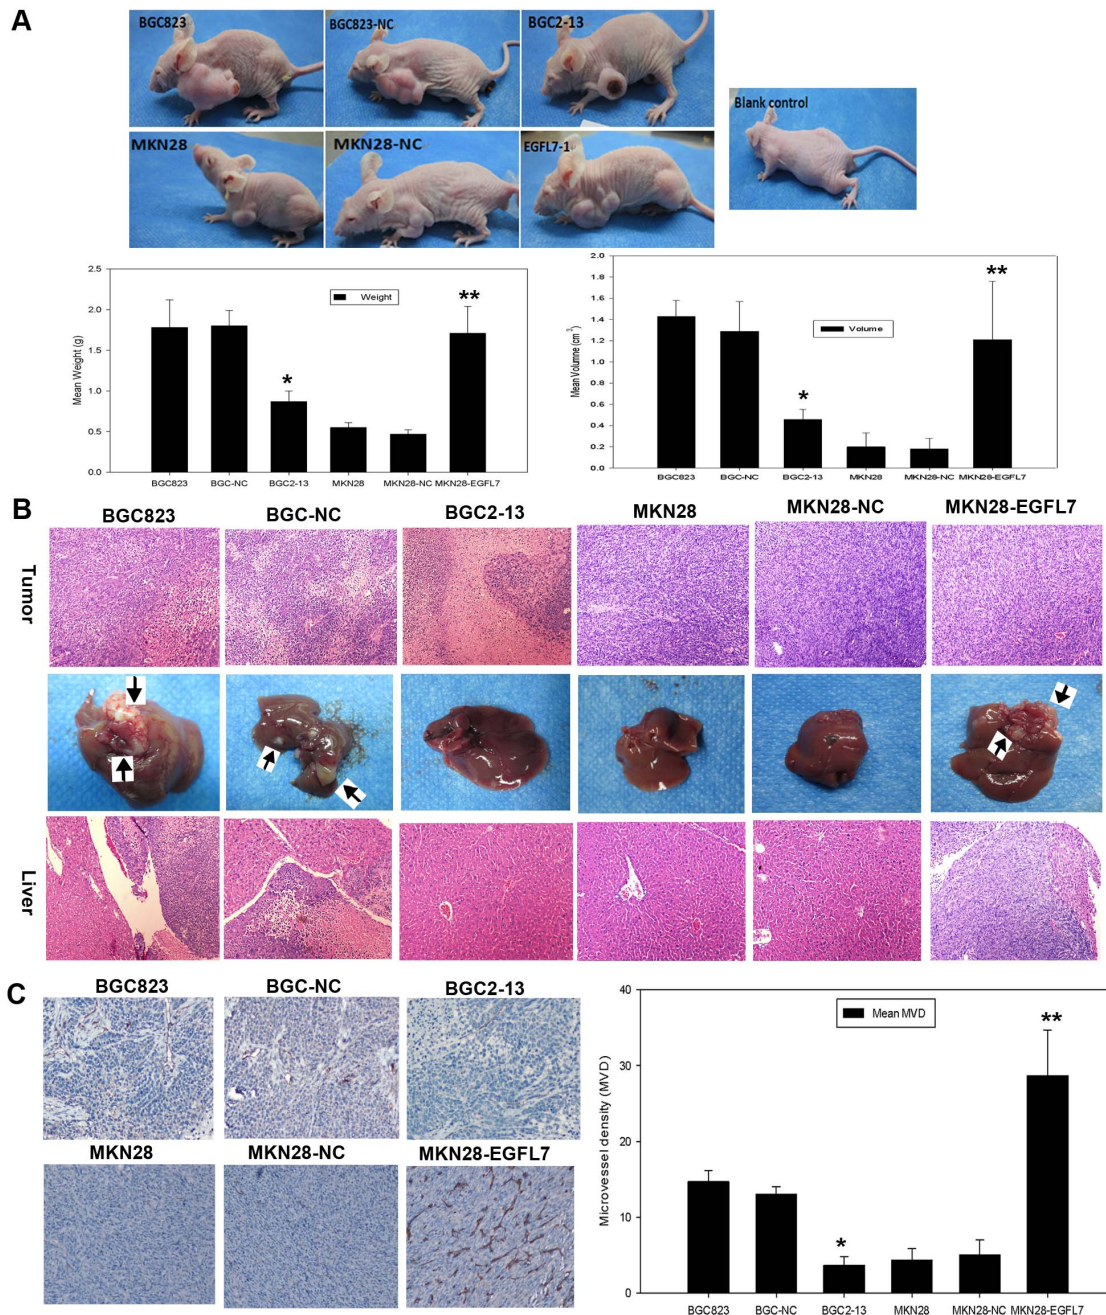 A
BGC823
BGC823-NC
BGC2-13
MKN28
MKN28-NC
EGFL7-1
Blank control
2.5
2.0
1.5
1.0
0.5
0.0
Mean Weight (g)
Weight
*
**
BGC823
BGC-NC
BGC2-13
MKN28
MKN28-NC
MKN28-EGFL7
2.0
1.8
1.6
1.4
1.2
1.0
0.8
0.6
0.4
0.2
0.0
Mean Volumne (cm³)
Volume
*
**
BGC823
BGC-NC
BGC2-13
MKN28
MKN28-NC
MKN28-EGFL7
B
BGC823
BGC-NC
BGC2-13
MKN28
MKN28-NC
MKN28-EGFL7
Tumor
Liver
C
BGC823
BGC-NC
BGC2-13
MKN28
MKN28-NC
MKN28-EGFL7
40
30
20
10
0
Microvessel density (MVD)
Mean MVD
*
**
BGC823
BGC-NC
BGC2-13
MKN28
MKN28-NC
MKN28-EGFL7